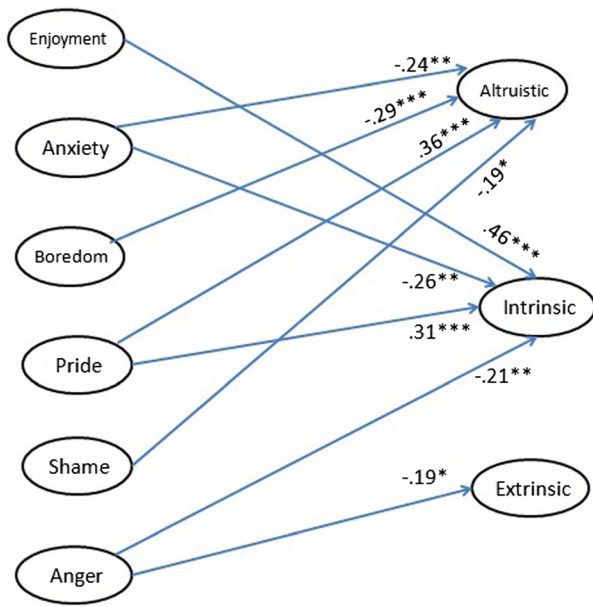 Enjoyment
-.24**
Altruistic
-.29***
.36***
Anxiety
-.19*
.46***
Boredom
-.26**
Intrinsic
.31***
Pride
-.21**
Shame
-.19*
Extrinsic
Anger